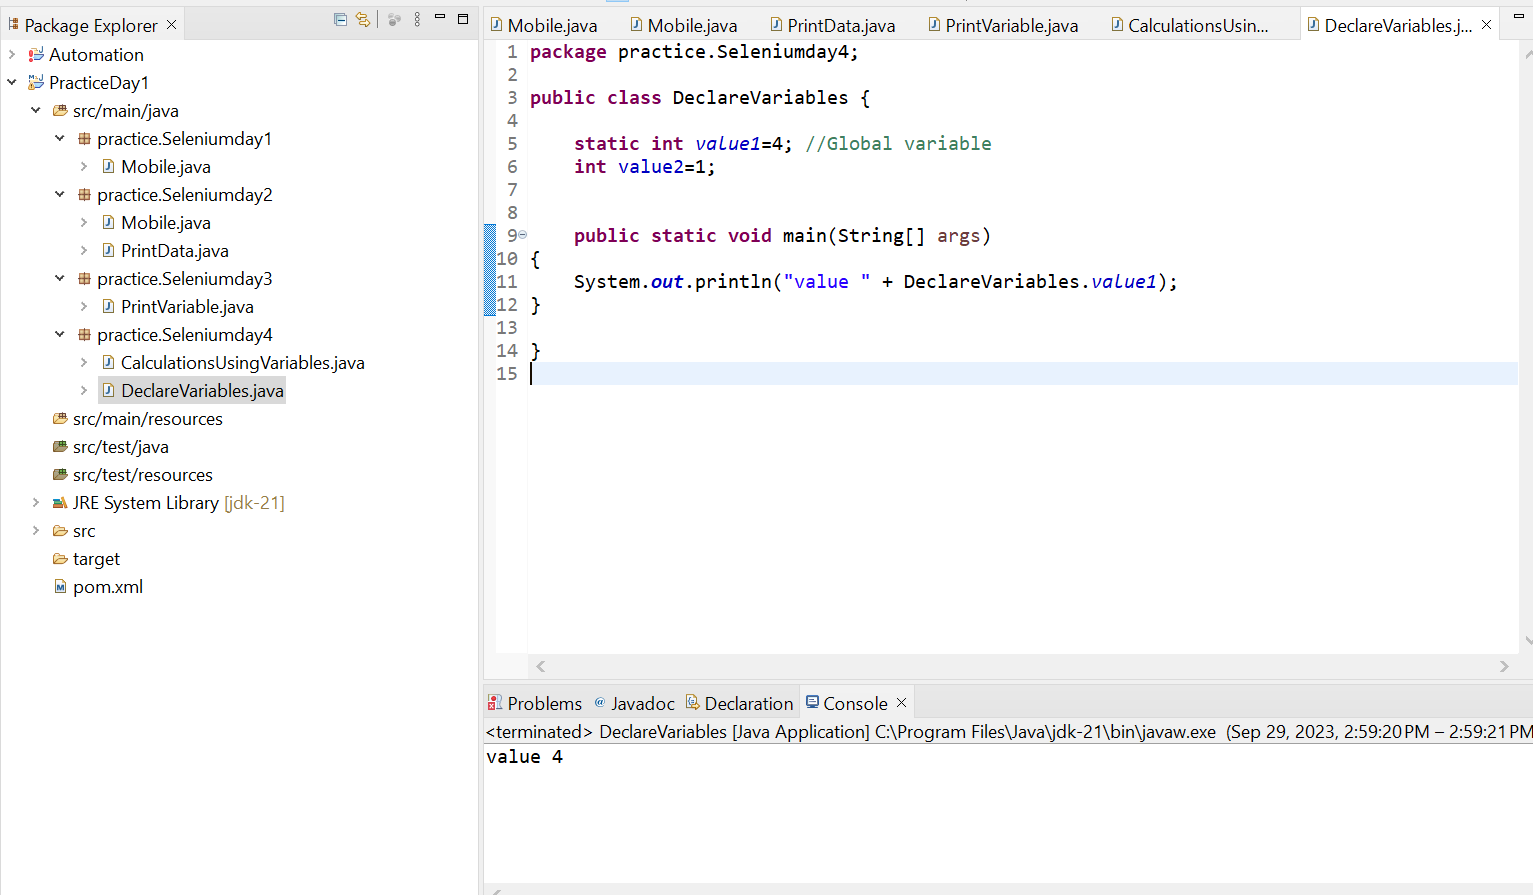 Package Explorer
Automation
PracticeDay1
src/main/java
practice.Seleniumday1
Mobile.java
practice.Seleniumday2
Mobile.java
PrintData.java
practice.Seleniumday3
PrintVariable.java
practice.Seleniumday4
CalculationsUsingVariables.java
DeclareVariables.java
src/main/resources
src/test/java
src/test/resources
JRE System Library [jdk-21]
src
target
pom.xml
Mobile.java Mobile.java PrintData.java PrintVariable.java CalculationsUsin... DeclareVariables.j...
1 package practice.Seleniumday4;
2
3 public class DeclareVariables {
4
5 static int value1=4; //Global variable
6 int value2=1;
7
8
9 public static void main(String[] args)
10 {
11 System.out.println("value " + DeclareVariables.value1);
12 }
13
14 }
15
Problems @ Javadoc Declaration Console
<terminated> DeclareVariables [Java Application] C:\Program Files\Java\jdk-21\bin\javaw.exe (Sep 29, 2023, 2:59:20 PM – 2:59:21 PM
value 4